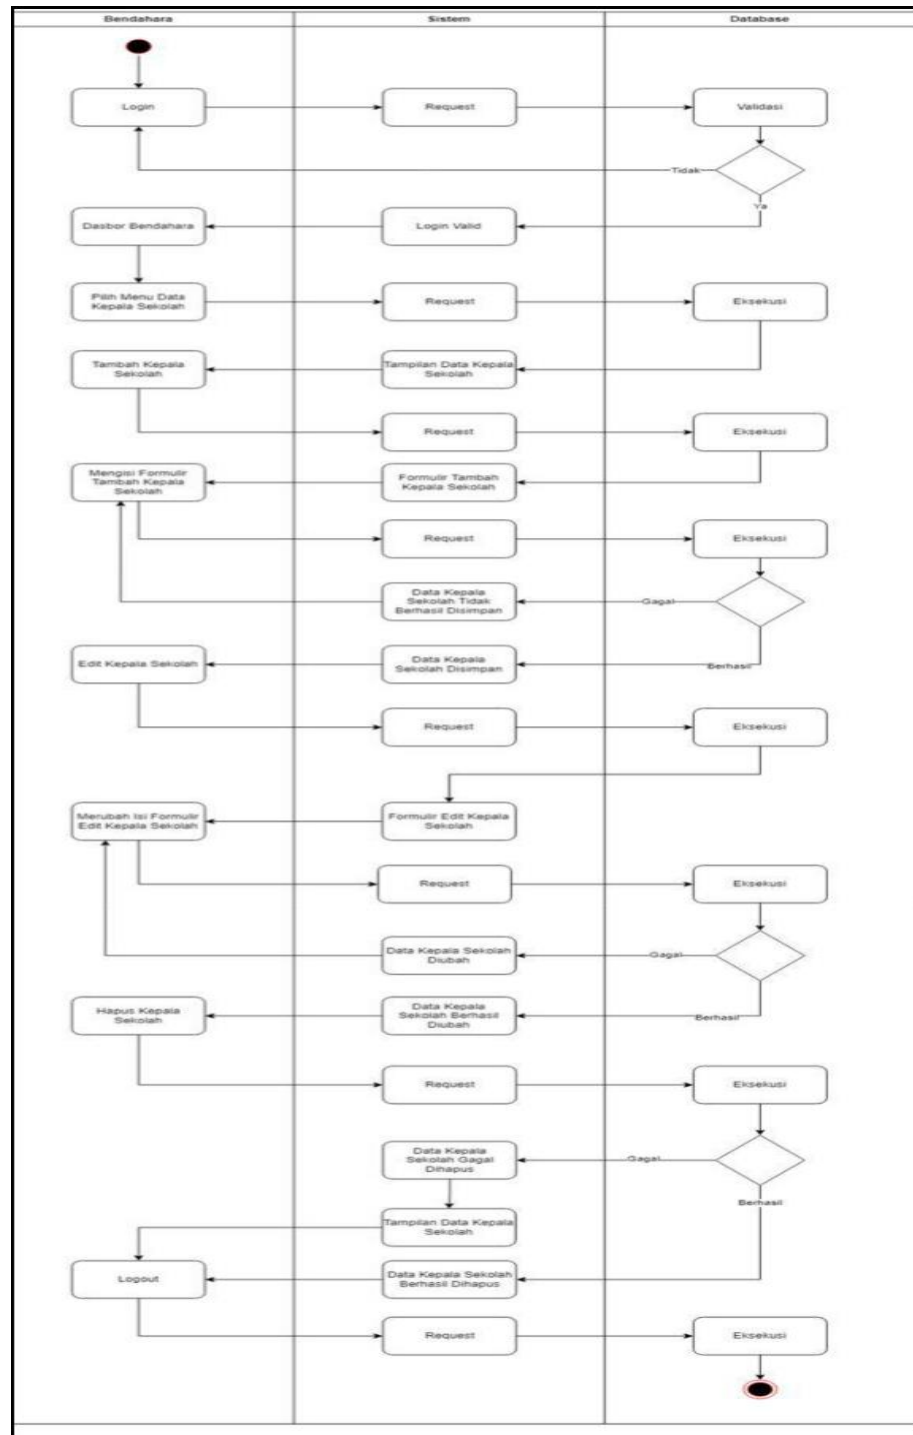 Bendahara
Sistem
Database
Login
Request
Validasi
Tidak
Ya
Dasbor Bendahara
Login Valid
Pilih Menu Data
Kepala Sekolah
Request
Eksekusi
Tambah Kepala
Sekolah
Tampilan Data Kepala
Sekolah
Request
Eksekusi
Mengisi Formulir
Tambah Kepala
Sekolah
Formulir Tambah
Kepala Sekolah
Request
Eksekusi
Data Kepala
Sekolah Tidak
Berhasil Disimpan
Gagal
Edit Kepala Sekolah
Data Kepala
Sekolah Disimpan
Berhasil
Request
Eksekusi
Merubah Isi Formulir
Edit Kepala Sekolah
Formulir Edit Kepala
Sekolah
Request
Eksekusi
Data Kepala Sekolah
Diubah
Gagal
Hapus Kepala
Sekolah
Data Kepala
Sekolah Berhasil
Diubah
Berhasil
Request
Eksekusi
Data Kepala
Sekolah Gagal
Dihapus
Gagal
Berhasil
Tampilan Data Kepala
Sekolah
Logout
Data Kepala Sekolah
Berhasil Dihapus
Request
Eksekusi